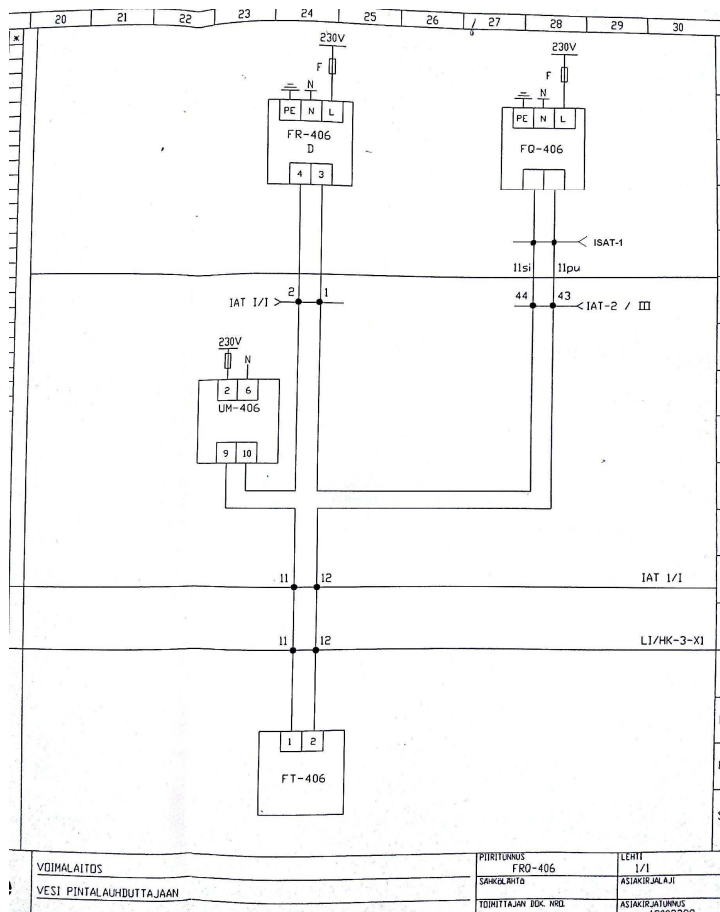 20 21 22 23 24 25 26 27 28 29 30
*
230V 230V
F F
N N
PE N L PE N L
FR-406 FQ-406
D
4 3
ISAT-1
11si 11pu
2 1 44 43
IAT I/I IAT-2 / III
230V
N
2 6
UM-406
9 10
11 12 IAT 1/I
11 12 LI/HK-3-X1
1 2
FT-406
PIIRITUNNUS LEHTI
VOIMALAITOS FRQ-406 1/1
SÄHKÖLÄHTÖ ASIAKIRJALAJI
VESI PINTALAUHDUTTAJAAN
TOIMITTAJAN DOK. NRO. ASIAKIRJATUNNUS